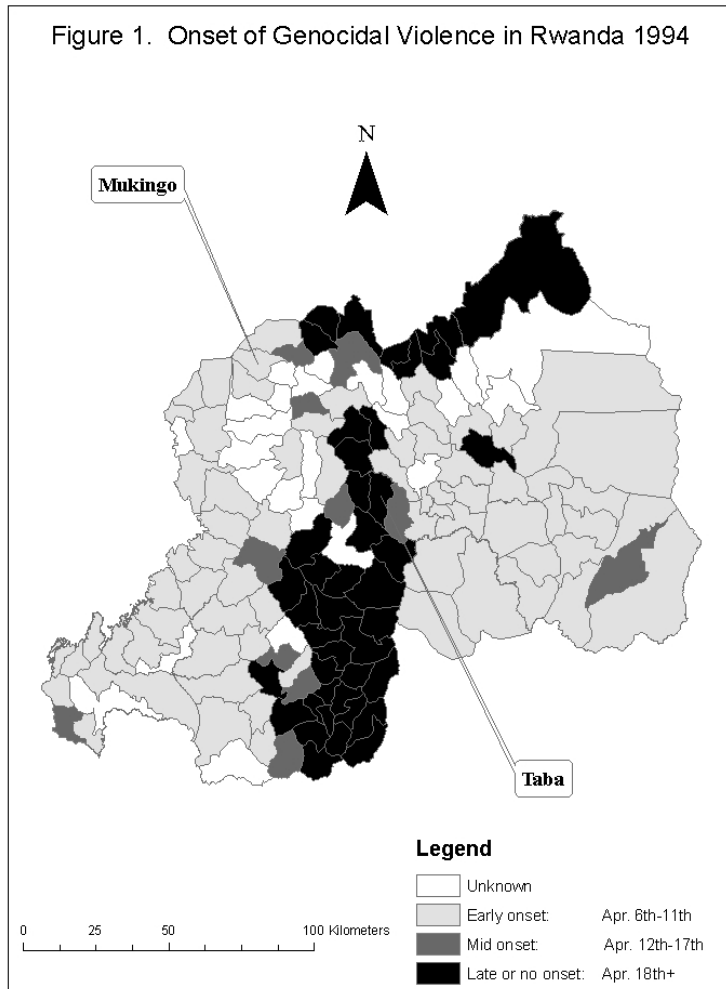 Figure 1. Onset of Genocidal Violence in Rwanda 1994
N
Mukingo
Taba
Legend
Unknown
Early onset: Apr. 6th-11th
Mid onset: Apr. 12th-17th
Late or no onset: Apr. 18th+
0 25 50 100 Kilometers